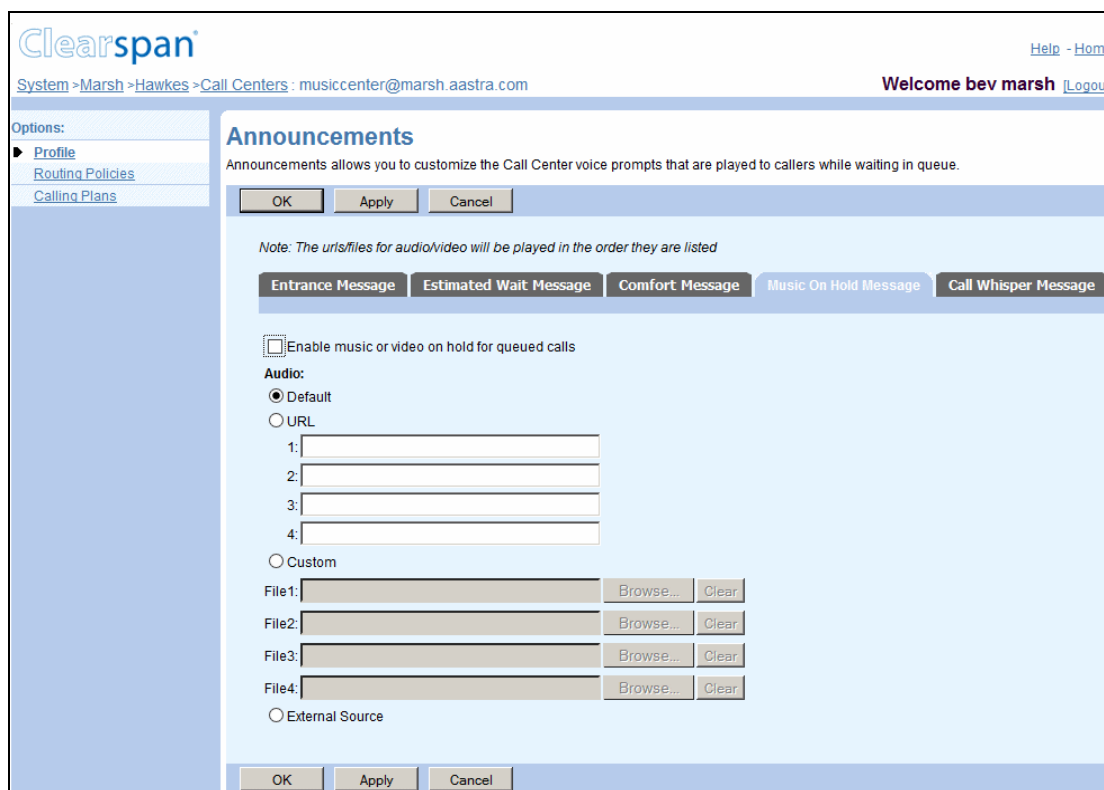 Clearspan®
Help - Hom
System >Marsh >Hawkes >Call Centers : musiccenter@marsh.aastra.com
Welcome bev marsh [Logou
Options:
Profile
Routing Policies
Calling Plans
Announcements
Announcements allows you to customize the Call Center voice prompts that are played to callers while waiting in queue.
OK Apply Cancel
Note: The urls/files for audio/video will be played in the order they are listed
Entrance Message Estimated Wait Message Comfort Message Music On Hold Message Call Whisper Message
Enable music or video on hold for queued calls
Audio:
Default
URL
1:
2:
3:
4:
Custom
File1: Browse... Clear
File2: Browse... Clear
File3: Browse... Clear
File4: Browse... Clear
External Source
OK Apply Cancel